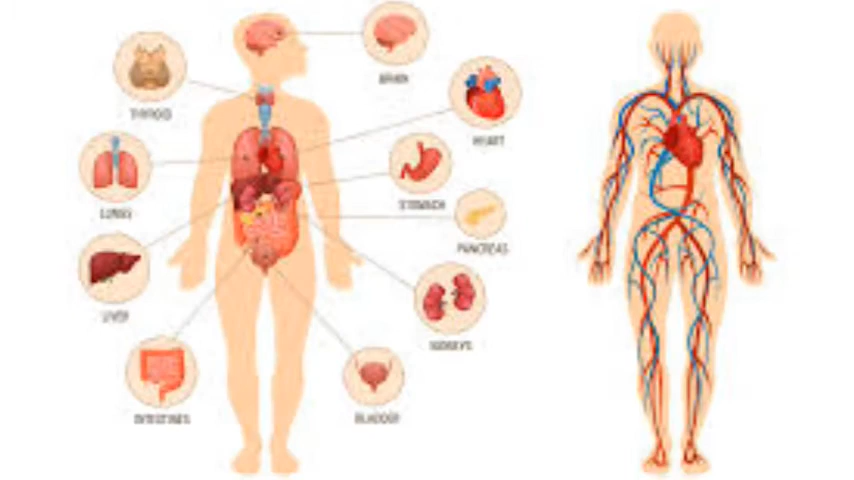 BRAIN
THYROID
HEART
LUNGS
STOMACH
PANCREAS
LIVER
KIDNEYS
INTESTINES
BLADDER